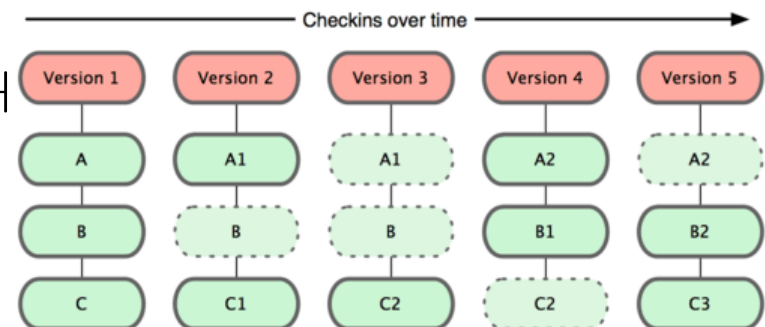 Checkins over time
Version 1 Version 2 Version 3 Version 4 Version 5
A A1 A1 A2 A2
B B B B1 B2
C C1 C2 C2 C3